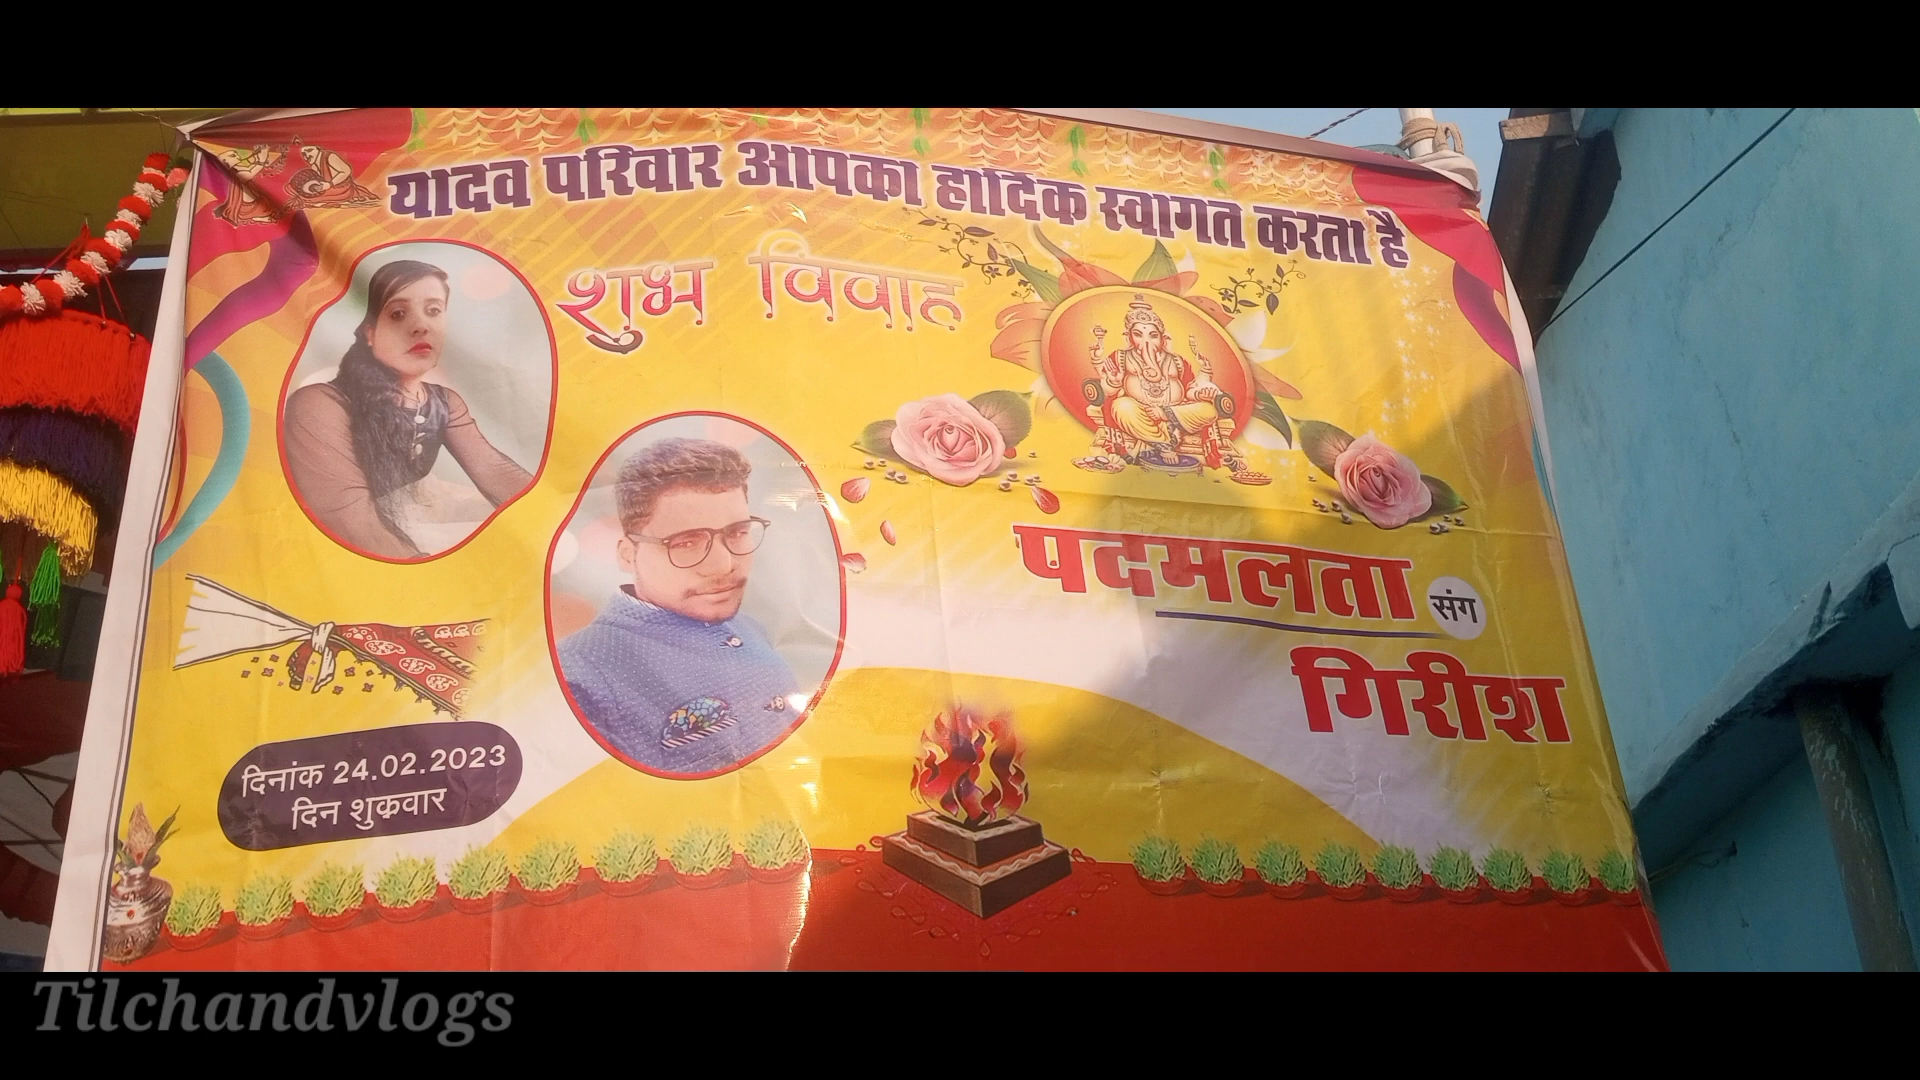 यादव परिवार आपका हार्दिक स्वागत करता है
शुभ विवाह
पदमलता संग
गिरीश
दिनांक 24.02.2023
दिन शुक्रवार
Tilchandvlogs